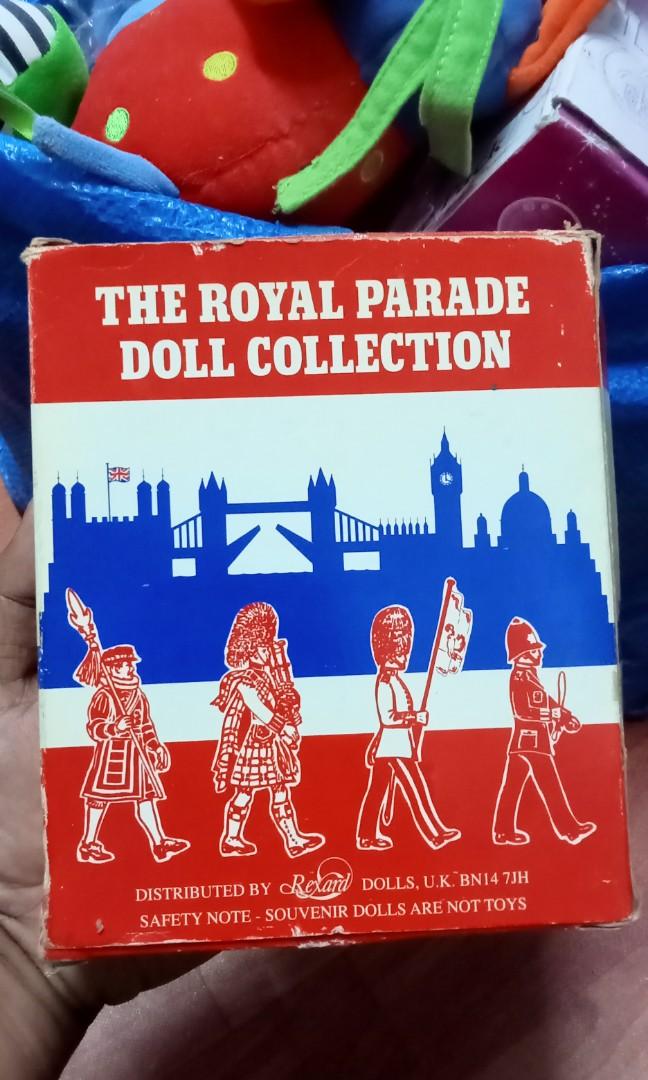 THE ROYAL PARADE
DOLL COLLECTION
DISTRIBUTED BY Rexard DOLLS, U.K. BN14 7JH
SAFETY NOTE - SOUVENIR DOLLS ARE NOT TOYS